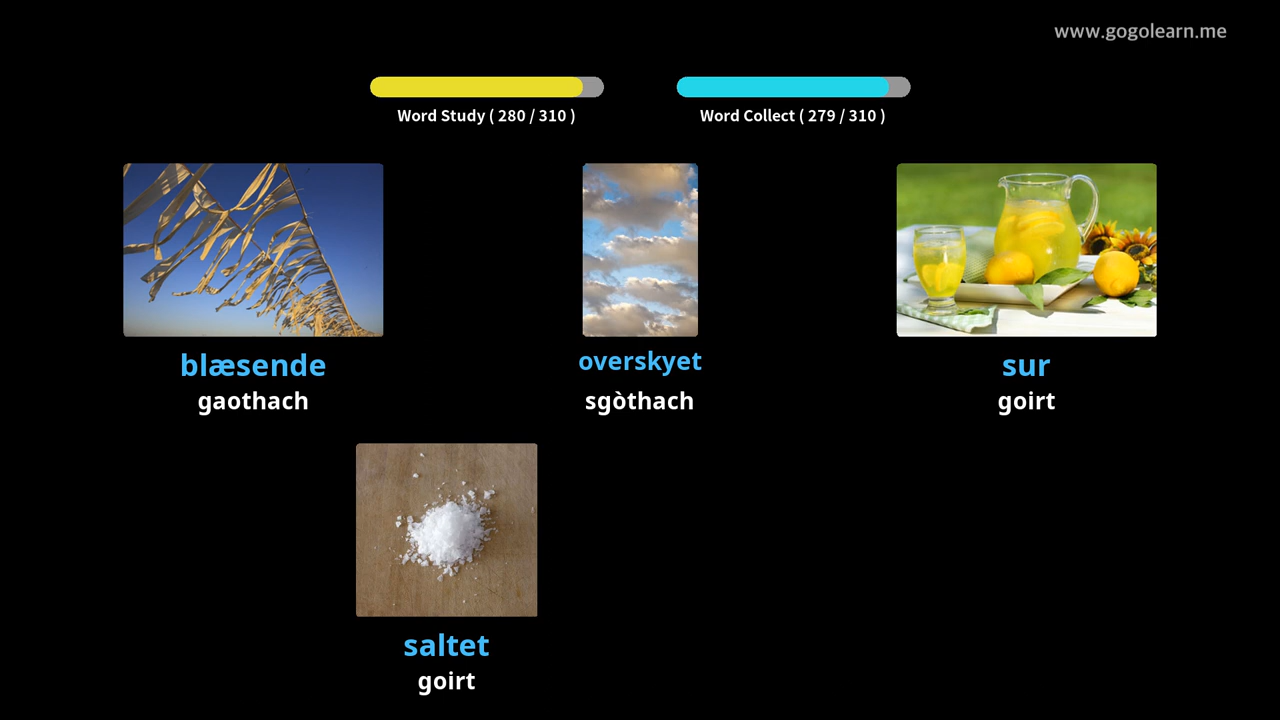 www.gogolearn.me
Word Study ( 280 / 310 )
Word Collect ( 279 / 310 )
blæsende
gaothach
overskyet
sgòthach
sur
goirt
saltet
goirt